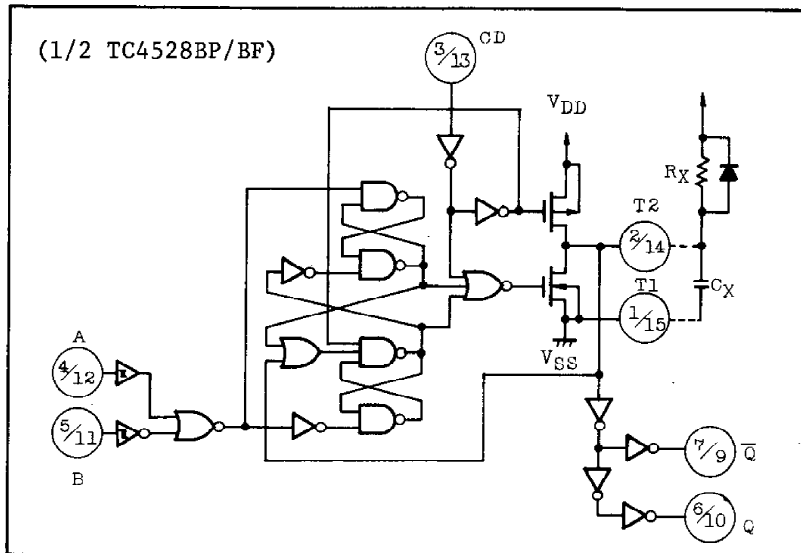 (1/2 TC4528BP/BF)
3/13 CD
VDD
RX
T2
2/14
CX
T1
1/15
VSS
A
4/12
5/11
B
7/9 Q̅
6/10 Q